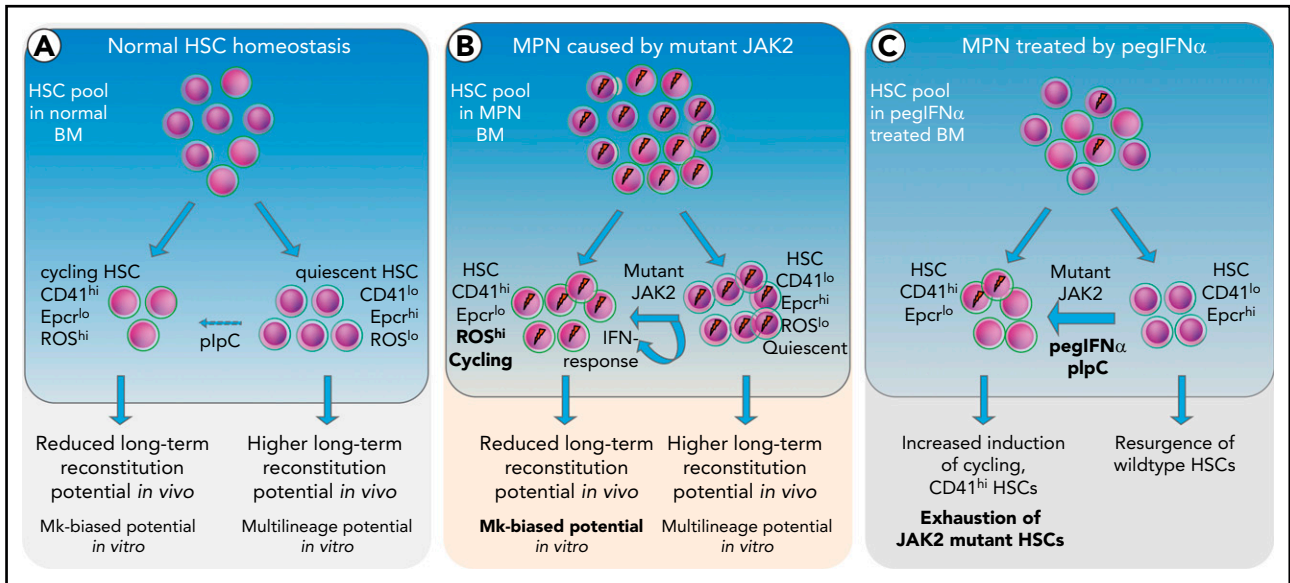 A
Normal HSC homeostasis
HSC pool
in normal
BM
cycling HSC
CD41hi
Epcrlo
ROShi
pIpC
quiescent HSC
CD41lo
Epcrhi
ROSlo
Reduced long-term
reconstitution
potential in vivo
Mk-biased potential
in vitro
Higher long-term
reconstitution
potential in vivo
Multilineage potential
in vitro
B
MPN caused by mutant JAK2
HSC pool
in MPN
BM
HSC
CD41hi
Epcrlo
ROShi
Cycling
Mutant
JAK2
IFN-
response
HSC
CD41lo
Epcrhi
ROSlo
Quiescent
Reduced long-term
reconstitution
potential in vivo
Mk-biased potential
in vitro
Higher long-term
reconstitution
potential in vivo
Multilineage potential
in vitro
C
MPN treated by pegIFNα
HSC pool
in pegIFNα
treated BM
HSC
CD41hi
Epcrlo
Mutant
JAK2
pegIFNα
pIpC
HSC
CD41lo
Epcrhi
Increased induction
of cycling,
CD41hi HSCs
Exhaustion of
JAK2 mutant HSCs
Resurgence of
wildtype HSCs